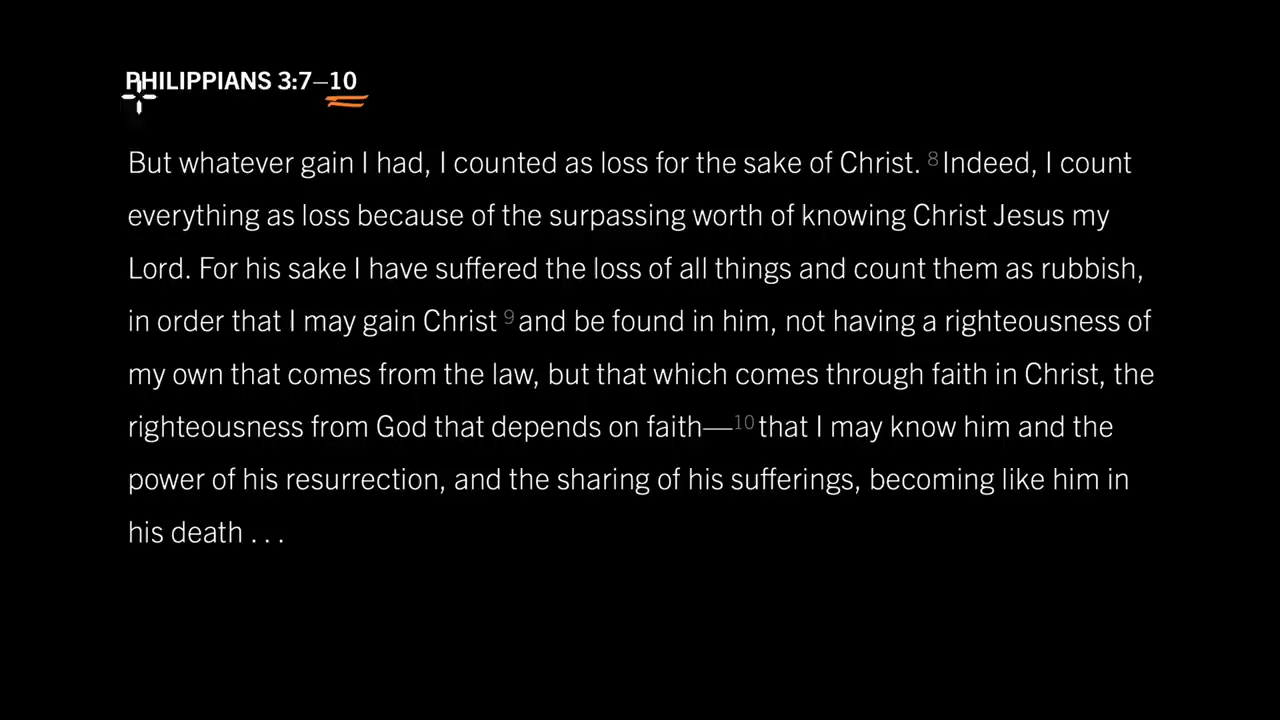 PHILIPPIANS 3:7–10
But whatever gain I had, I counted as loss for the sake of Christ. 8 Indeed, I count
everything as loss because of the surpassing worth of knowing Christ Jesus my
Lord. For his sake I have suffered the loss of all things and count them as rubbish,
in order that I may gain Christ 9 and be found in him, not having a righteousness of
my own that comes from the law, but that which comes through faith in Christ, the
righteousness from God that depends on faith—10 that I may know him and the
power of his resurrection, and the sharing of his sufferings, becoming like him in
his death . . .